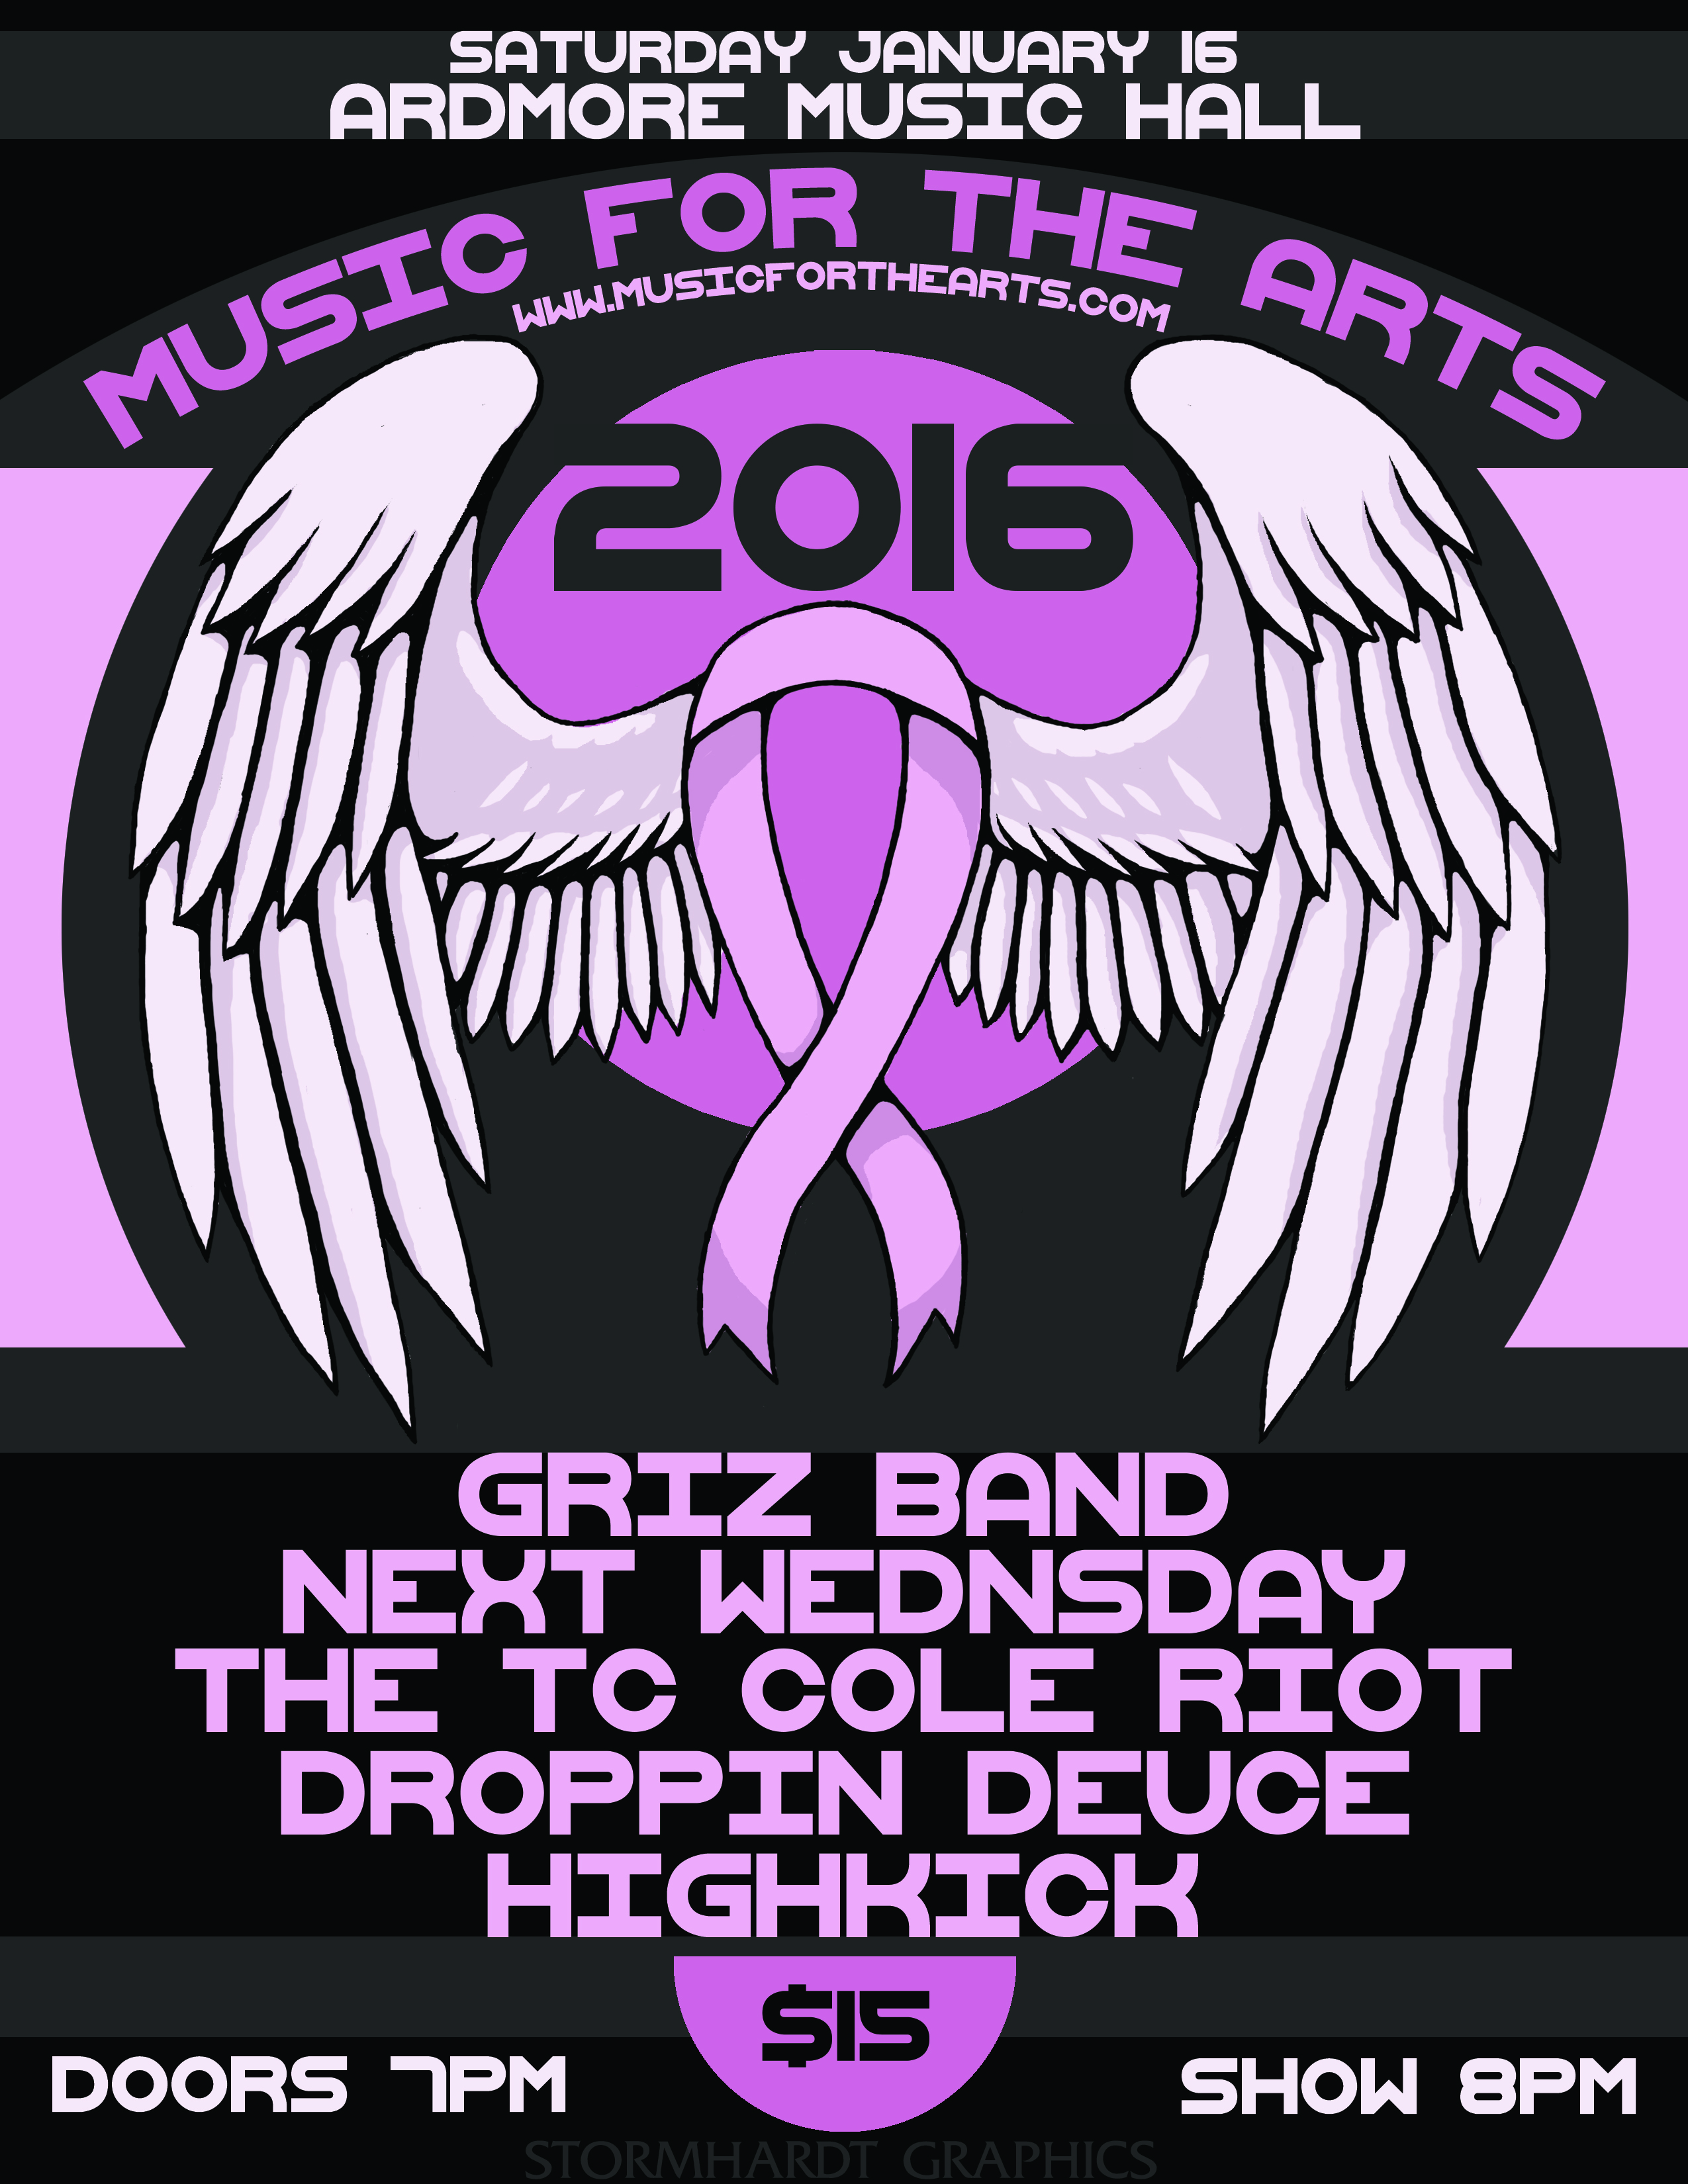 SATURDAY JANUARY 16
ARDMORE MUSIC HALL
MUSIC FOR THE ARTS
WWW.MUSICFORTHEARTS.COM
2016
GRIZ BAND
NEXT WEDNSDAY
THE TC COLE RIOT
DROPPIN DEUCE
HIGHKICK
$15
DOORS 7PM
SHOW 8PM
STORMHARDT GRAPHICS